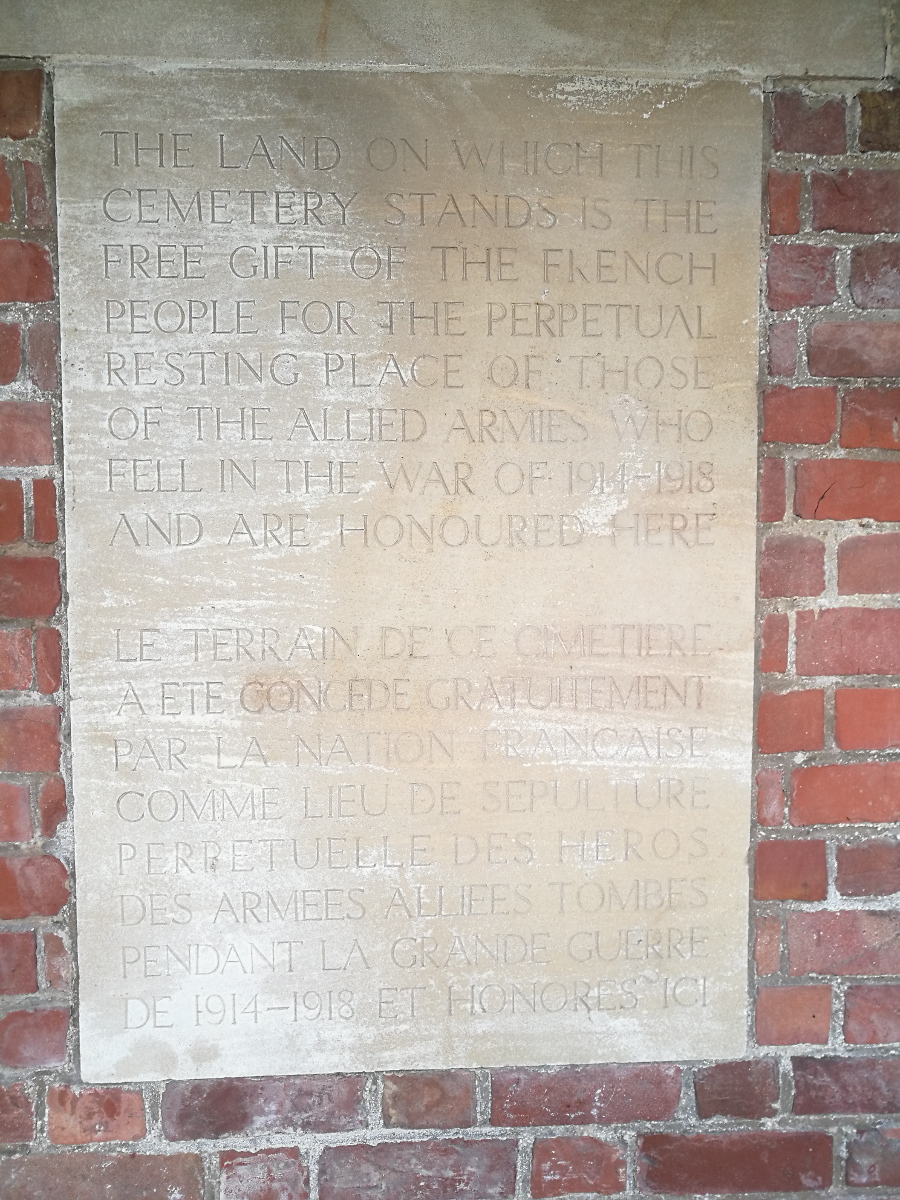 THE LAND ON WHICH THIS
CEMETERY STANDS IS THE
FREE GIFT OF THE FRENCH
PEOPLE FOR THE PERPETUAL
RESTING PLACE OF THOSE
OF THE ALLIED ARMIES WHO
FELL IN THE WAR OF 1914-1918
AND ARE HONOURED HERE
LE TERRAIN DE CE CIMETIERE
A ETE CONCEDE GRATUITEMENT
PAR LA NATION FRANCAISE
COMME LIEU DE SEPULTURE
PERPETUELLE DES HEROS
DES ARMEES ALLIEES TOMBES
PENDANT LA GRANDE GUERRE
DE 1914-1918 ET HONORES ICI